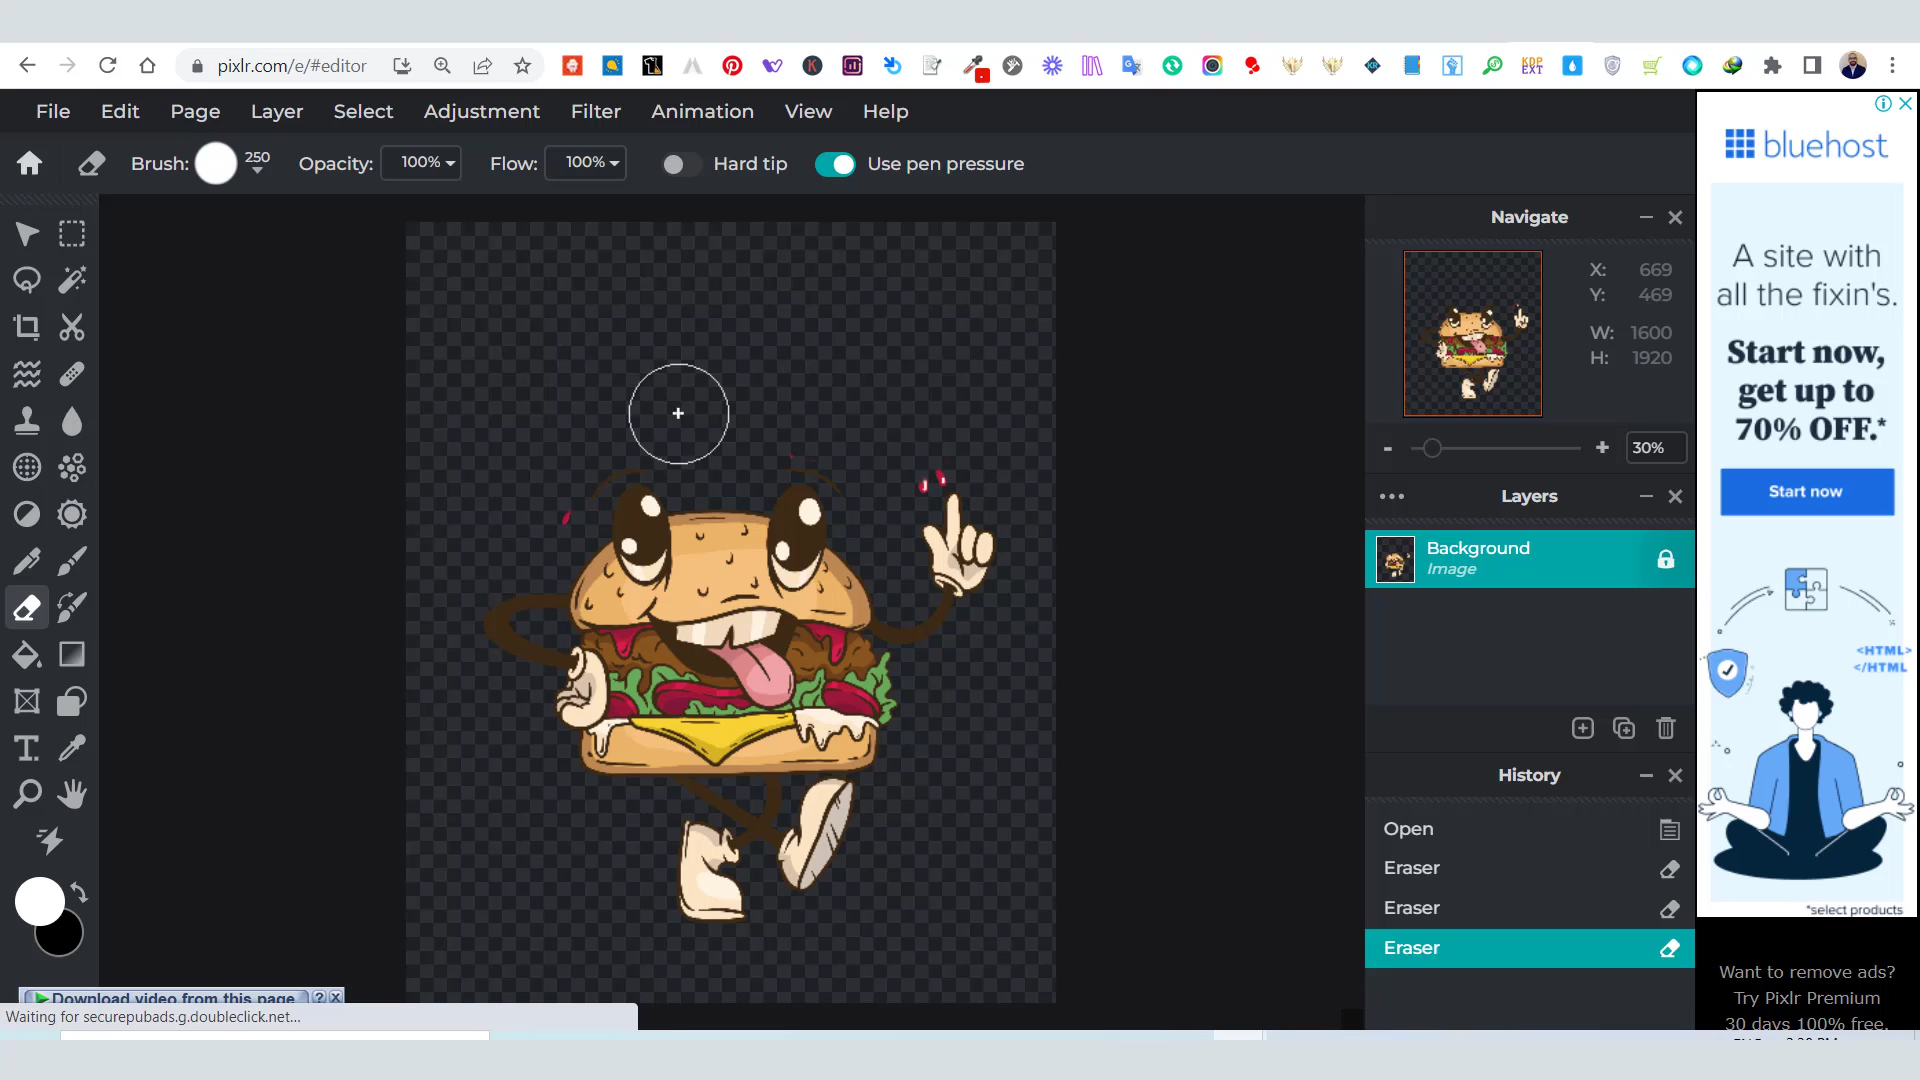 pixlr.com/e/#editor
KDP
EXT
File Edit Page Layer Select Adjustment Filter Animation View Help
Brush: 250 Opacity: 100% Flow: 100% Hard tip Use pen pressure
Navigate
X: 669
Y: 469
W: 1600
H: 1920
30%
Layers
Background
Image
History
Open
Eraser
Eraser
Eraser
bluehost
A site with
all the fixin's.
Start now,
get up to
70% OFF.*
Start now
<HTML>
</HTML
*select products
Want to remove ads?
Try Pixlr Premium
30 days 100% free.
Download video from this page
Waiting for securepubads.g.doubleclick.net...